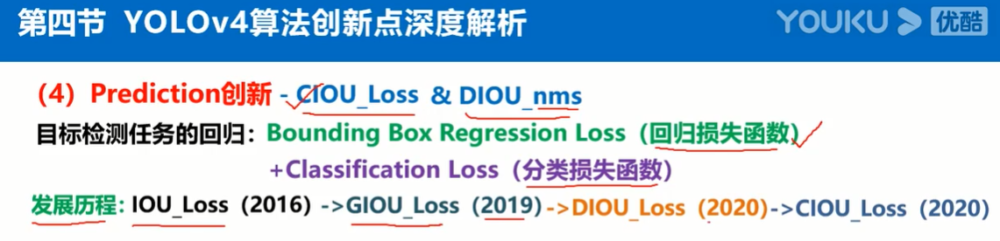 第四节 YOLOv4算法创新点深度解析
YOUKU 优酷
（4）Prediction创新 - CIOU_Loss & DIOU_nms
目标检测任务的回归：Bounding Box Regression Loss（回归损失函数）
+Classification Loss（分类损失函数）
发展历程：IOU_Loss（2016）->GIOU_Loss（2019）->DIOU_Loss（2020）->CIOU_Loss（2020）